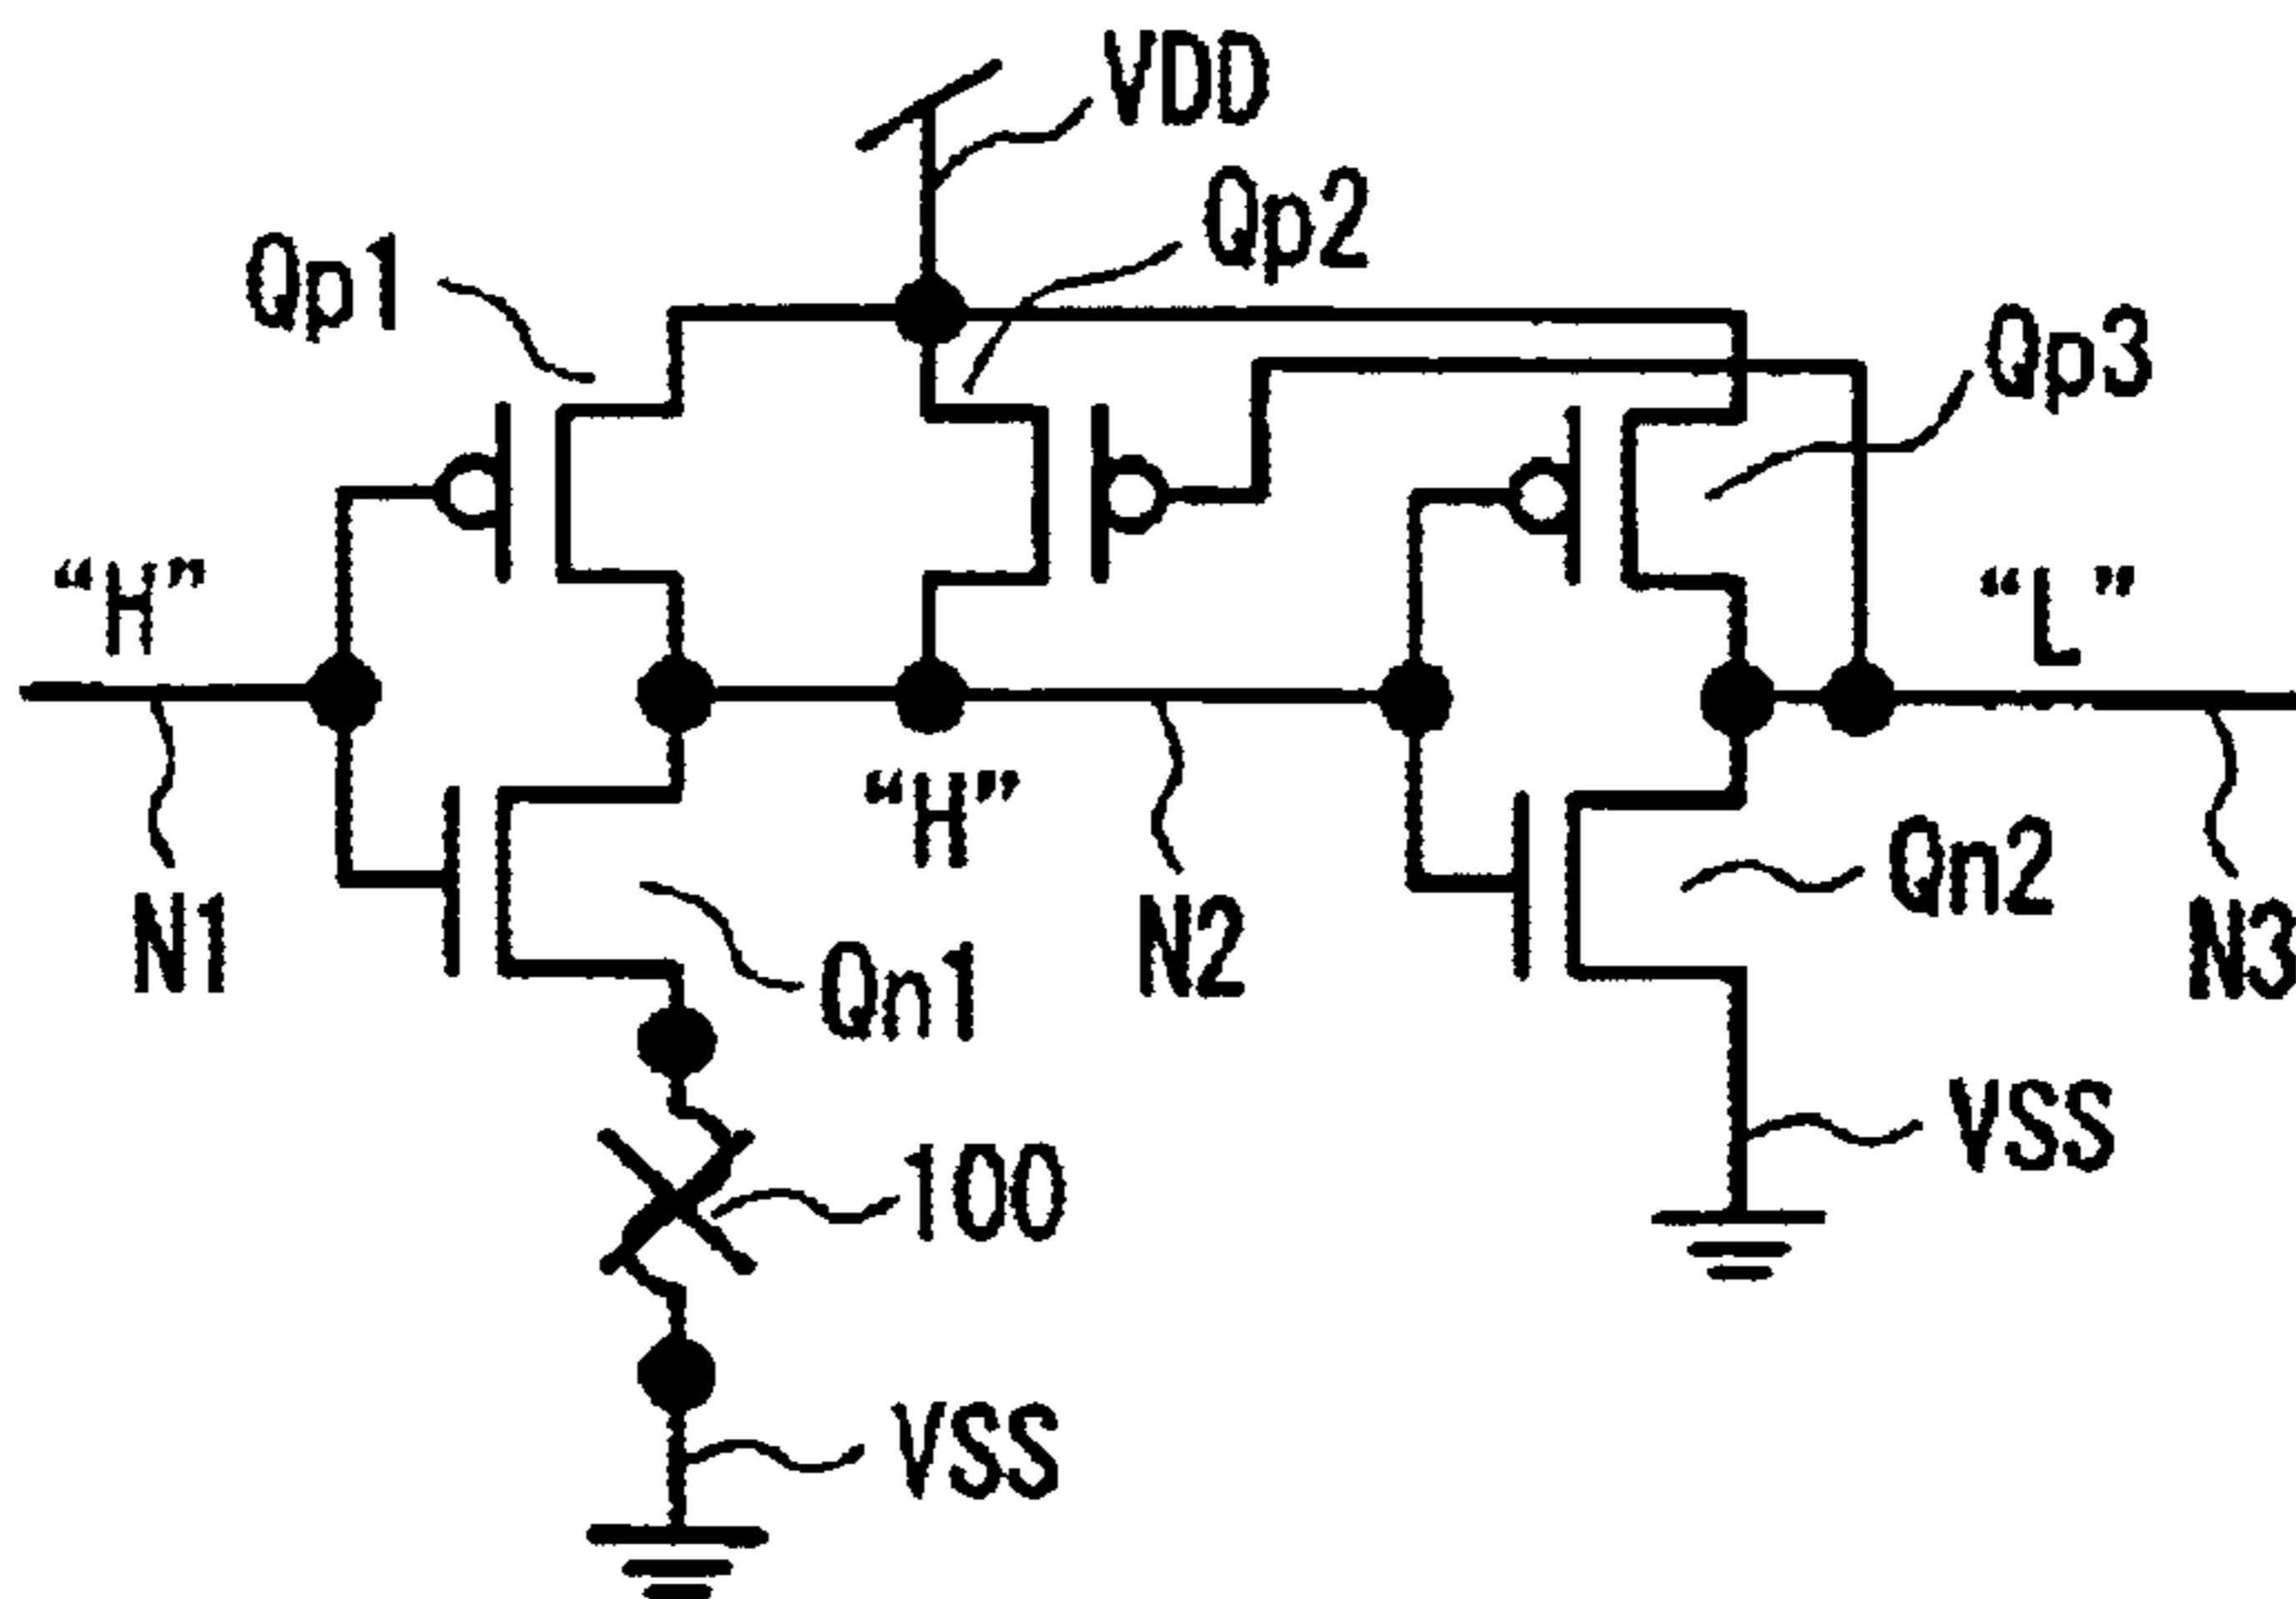 VDD
Qp2
Qp1
Qp3
“H”
“L”
“H”
Qn2
N1
N2
N3
Qn1
VSS
100
VSS